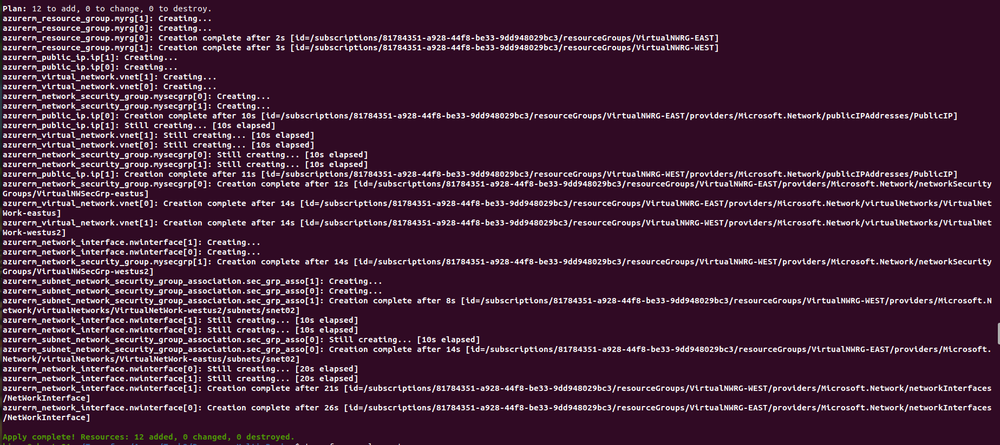 Plan: 12 to add, 0 to change, 0 to destroy.
azurerm_resource_group.myrg[1]: Creating...
azurerm_resource_group.myrg[0]: Creating...
azurerm_resource_group.myrg[0]: Creation complete after 2s [id=/subscriptions/81784351-a928-44f8-be33-9dd948029bc3/resourceGroups/VirtualNWRG-EAST]
azurerm_resource_group.myrg[1]: Creation complete after 3s [id=/subscriptions/81784351-a928-44f8-be33-9dd948029bc3/resourceGroups/VirtualNWRG-WEST]
azurerm_public_ip.ip[1]: Creating...
azurerm_public_ip.ip[0]: Creating...
azurerm_virtual_network.vnet[1]: Creating...
azurerm_virtual_network.vnet[0]: Creating...
azurerm_network_security_group.mysecgrp[0]: Creating...
azurerm_network_security_group.mysecgrp[1]: Creating...
azurerm_public_ip.ip[0]: Creation complete after 10s [id=/subscriptions/81784351-a928-44f8-be33-9dd948029bc3/resourceGroups/VirtualNWRG-EAST/providers/Microsoft.Network/publicIPAddresses/PublicIP]
azurerm_public_ip.ip[1]: Still creating... [10s elapsed]
azurerm_virtual_network.vnet[1]: Still creating... [10s elapsed]
azurerm_virtual_network.vnet[0]: Still creating... [10s elapsed]
azurerm_network_security_group.mysecgrp[0]: Still creating... [10s elapsed]
azurerm_network_security_group.mysecgrp[1]: Still creating... [10s elapsed]
azurerm_public_ip.ip[1]: Creation complete after 11s [id=/subscriptions/81784351-a928-44f8-be33-9dd948029bc3/resourceGroups/VirtualNWRG-WEST/providers/Microsoft.Network/publicIPAddresses/PublicIP]
azurerm_network_security_group.mysecgrp[0]: Creation complete after 12s [id=/subscriptions/81784351-a928-44f8-be33-9dd948029bc3/resourceGroups/VirtualNWRG-EAST/providers/Microsoft.Network/networkSecurity
Groups/VirtualNWSecGrp-eastus]
azurerm_virtual_network.vnet[0]: Creation complete after 14s [id=/subscriptions/81784351-a928-44f8-be33-9dd948029bc3/resourceGroups/VirtualNWRG-EAST/providers/Microsoft.Network/virtualNetworks/VirtualNet
Work-eastus]
azurerm_virtual_network.vnet[1]: Creation complete after 14s [id=/subscriptions/81784351-a928-44f8-be33-9dd948029bc3/resourceGroups/VirtualNWRG-WEST/providers/Microsoft.Network/virtualNetworks/VirtualNet
Work-westus2]
azurerm_network_interface.nwinterface[1]: Creating...
azurerm_network_interface.nwinterface[0]: Creating...
azurerm_network_security_group.mysecgrp[1]: Creation complete after 14s [id=/subscriptions/81784351-a928-44f8-be33-9dd948029bc3/resourceGroups/VirtualNWRG-WEST/providers/Microsoft.Network/networkSecurity
Groups/VirtualNWSecGrp-westus2]
azurerm_subnet_network_security_group_association.sec_grp_asso[1]: Creating...
azurerm_subnet_network_security_group_association.sec_grp_asso[0]: Creating...
azurerm_subnet_network_security_group_association.sec_grp_asso[1]: Creation complete after 8s [id=/subscriptions/81784351-a928-44f8-be33-9dd948029bc3/resourceGroups/VirtualNWRG-WEST/providers/Microsoft.N
etwork/virtualNetworks/VirtualNetWork-westus2/subnets/snet02]
azurerm_network_interface.nwinterface[1]: Still creating... [10s elapsed]
azurerm_network_interface.nwinterface[0]: Still creating... [10s elapsed]
azurerm_subnet_network_security_group_association.sec_grp_asso[0]: Still creating... [10s elapsed]
azurerm_subnet_network_security_group_association.sec_grp_asso[0]: Creation complete after 14s [id=/subscriptions/81784351-a928-44f8-be33-9dd948029bc3/resourceGroups/VirtualNWRG-EAST/providers/Microsoft.
Network/virtualNetworks/VirtualNetWork-eastus/subnets/snet02]
azurerm_network_interface.nwinterface[0]: Still creating... [20s elapsed]
azurerm_network_interface.nwinterface[1]: Still creating... [20s elapsed]
azurerm_network_interface.nwinterface[1]: Creation complete after 21s [id=/subscriptions/81784351-a928-44f8-be33-9dd948029bc3/resourceGroups/VirtualNWRG-WEST/providers/Microsoft.Network/networkInterfaces
/NetWorkInterface]
azurerm_network_interface.nwinterface[0]: Creation complete after 26s [id=/subscriptions/81784351-a928-44f8-be33-9dd948029bc3/resourceGroups/VirtualNWRG-EAST/providers/Microsoft.Network/networkInterfaces
/NetWorkInterface]
Apply complete! Resources: 12 added, 0 changed, 0 destroyed.